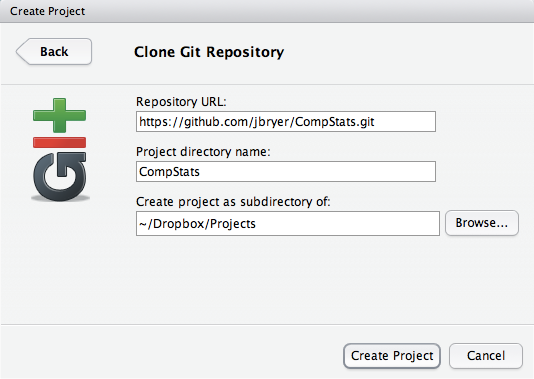 Create Project
Back
Clone Git Repository
git
Repository URL:
https://github.com/jbryer/CompStats.git
Project directory name:
CompStats
Create project as subdirectory of:
~/Dropbox/Projects
Browse...
Create Project
Cancel